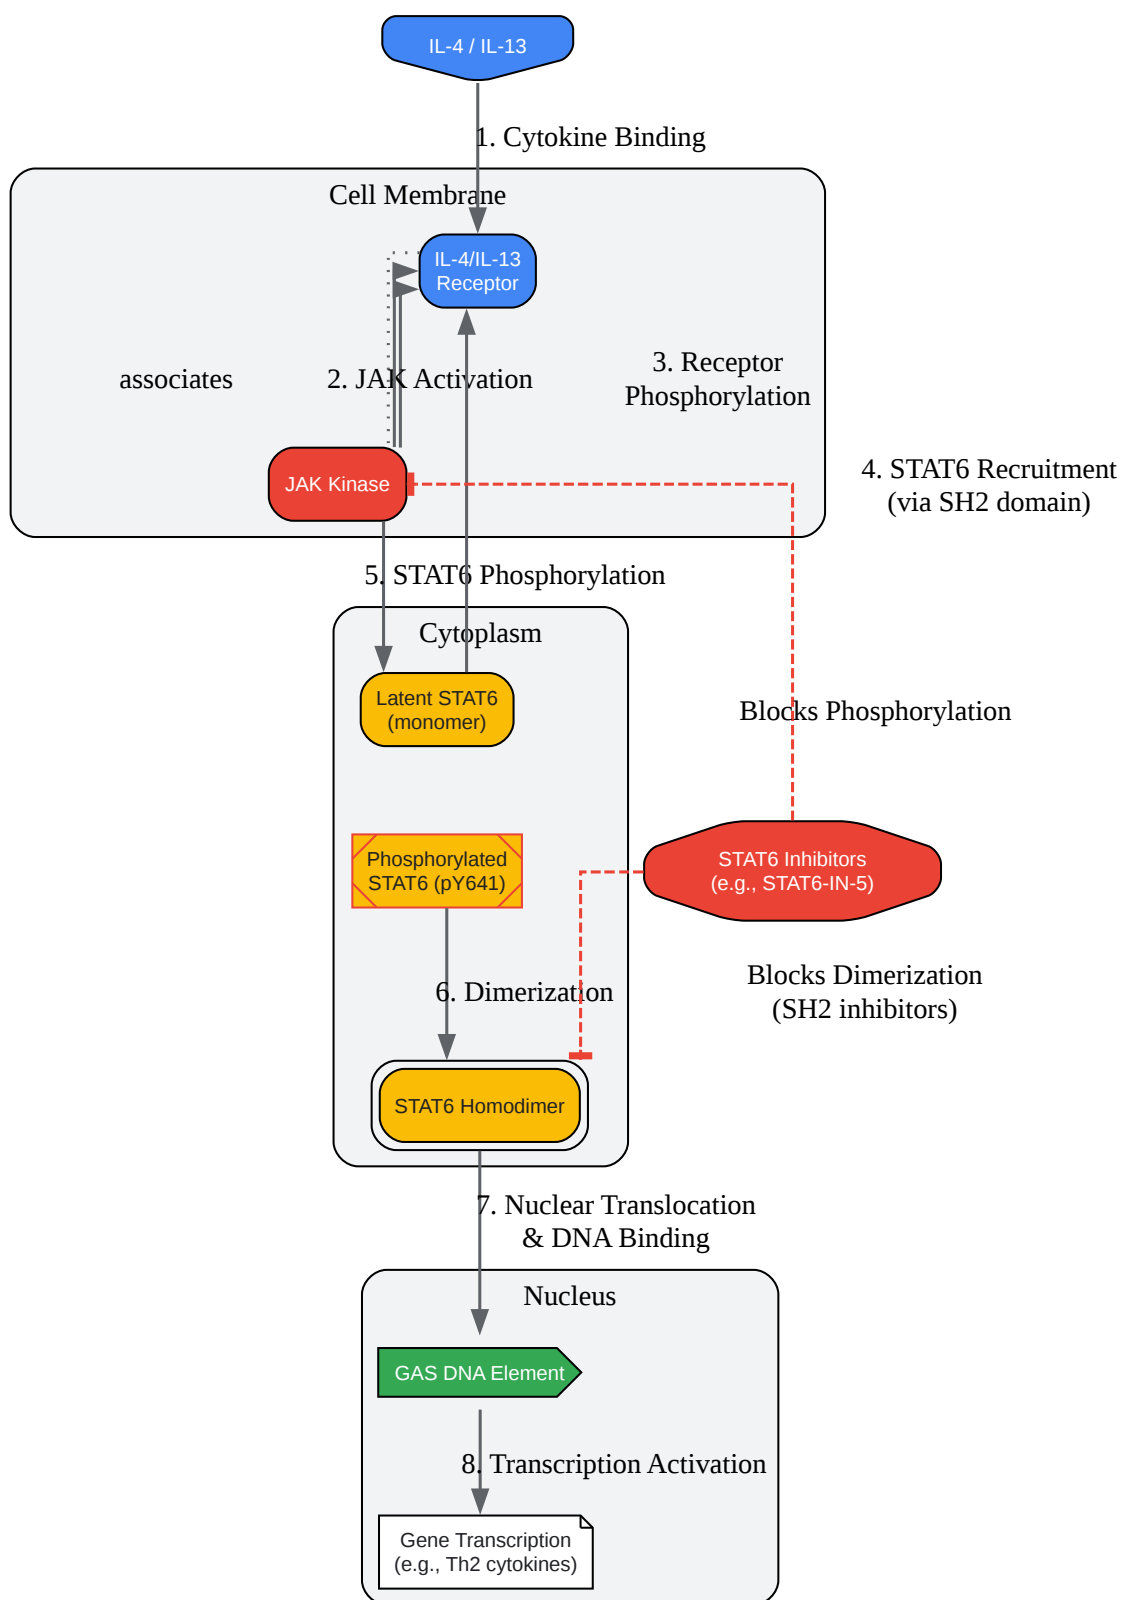 IL-4 / IL-13
1. Cytokine Binding
Cell Membrane
IL-4/IL-13
Receptor
associates
2. JAK Activation
3. Receptor
Phosphorylation
JAK Kinase
4. STAT6 Recruitment
(via SH2 domain)
5. STAT6 Phosphorylation
Cytoplasm
Latent STAT6
(monomer)
Blocks Phosphorylation
Phosphorylated
STAT6 (pY641)
STAT6 Inhibitors
(e.g., STAT6-IN-5)
6. Dimerization
Blocks Dimerization
(SH2 inhibitors)
STAT6 Homodimer
7. Nuclear Translocation
& DNA Binding
Nucleus
GAS DNA Element
8. Transcription Activation
Gene Transcription
(e.g., Th2 cytokines)